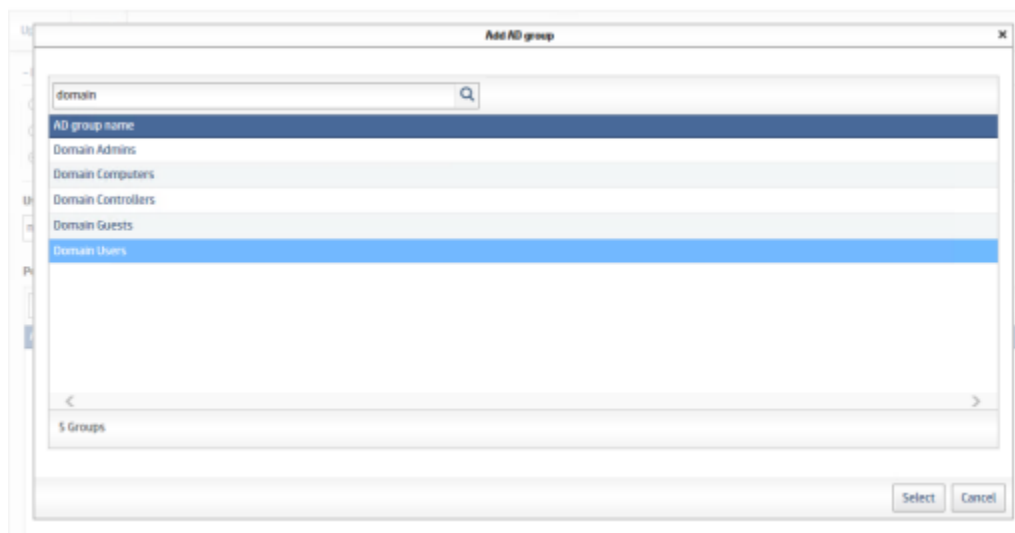 Add AD group
domain
AD group name
Domain Admins
Domain Computers
Domain Controllers
Domain Guests
Domain Users
5 Groups
Select Cancel